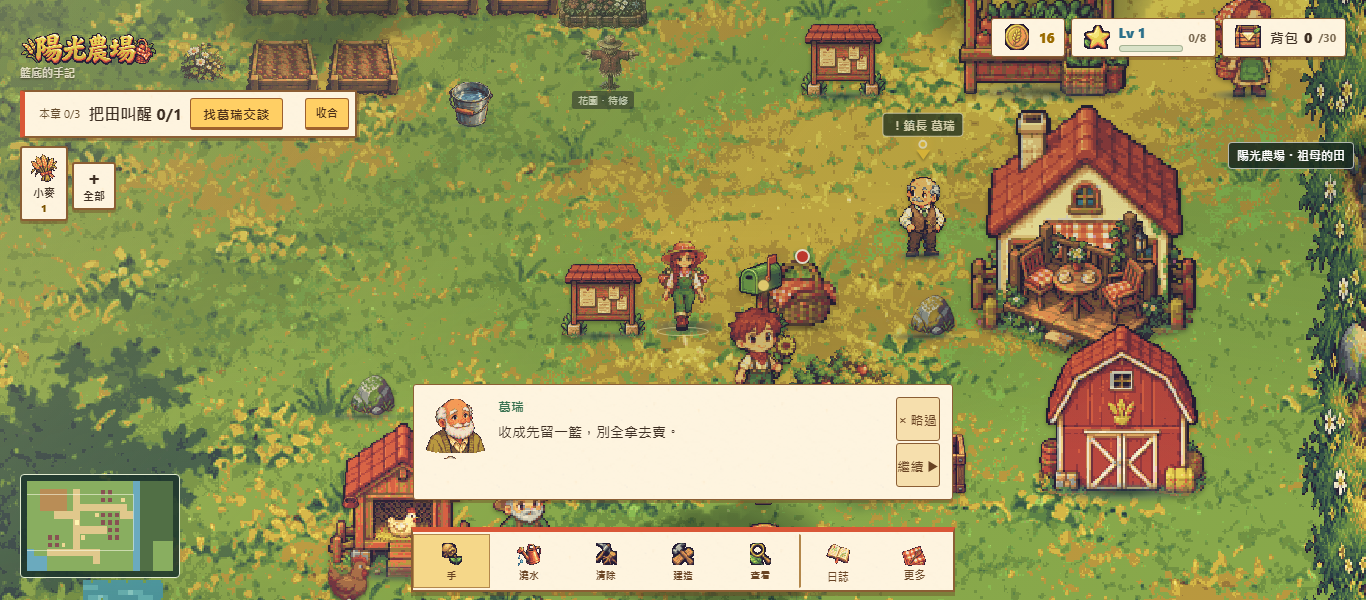 陽光農場
籃底的手記
16
Lv 1
0/8
背包 0 /30
本章 0/3 把田叫醒 0/1
找葛瑞交談
收合
花園·待修
！鎮長 葛瑞
陽光農場·祖母的田
小麥
1
+
全部
葛瑞
收成先留一籃，別全拿去賣。
× 略過
繼續 ▶
手
澆水
清除
建造
查看
日誌
更多